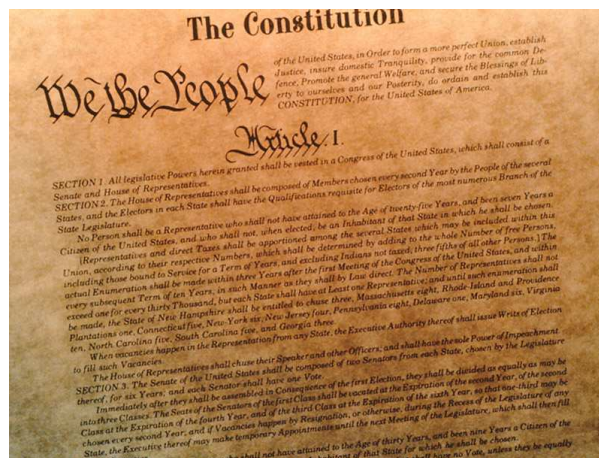 The Constitution
We the People
of the United States, in Order to form a more perfect Union, establish
Justice, insure domestic Tranquility, provide for the common De-
fence, Promote the general Welfare, and secure the Blessings of Lib-
erty to ourselves and our Posterity, do ordain and establish this
CONSTITUTION, for the United States of America.
Article I.
SECTION 1. All legislative Powers herein granted shall be vested in a Congress of the United States, which shall consist of a
Senate and House of Representatives.
SECTION 2. The House of Representatives shall be composed of Members chosen every second Year by the People of the several
States, and the Electors in each State shall have the Qualifications requisite for Electors of the most numerous Branch of the
State Legislature.
No Person shall be a Representative who shall not have attained to the Age of twenty-five Years, and been seven Years a
Citizen of the United States, and who shall not, when elected, be an Inhabitant of that State in which he shall be chosen.
[Representatives and direct Taxes shall be apportioned among the several States which may be included within this
Union, according to their respective Numbers, which shall be determined by adding to the whole Number of free Persons,
including those bound to Service for a Term of Years, and excluding Indians not taxed, three fifths of all other Persons.] The
actual Enumeration shall be made within three Years after the first Meeting of the Congress of the United States, and within
every subsequent Term of ten Years, in such Manner as they shall by Law direct. The Number of Representatives shall not
exceed one for every thirty Thousand, but each State shall have at Least one Representative; and until such enumeration shall
be made, the State of New Hampshire shall be entitled to chuse three, Massachusetts eight, Rhode-Island and Providence
Plantations one, Connecticut five, New-York six, New Jersey four, Pennsylvania eight, Delaware one, Maryland six, Virginia
ten, North Carolina five, South Carolina five, and Georgia three.
When vacancies happen in the Representation from any State, the Executive Authority thereof shall issue Writs of Election
to fill such Vacancies.
The House of Representatives shall chuse their Speaker and other Officers; and shall have the sole Power of Impeachment
SECTION 3. The Senate of the United States shall be composed of two Senators from each State, chosen by the Legislature
thereof, for six Years; and each Senator shall have one Vote.
Immediately after they shall be assembled in Consequence of the first Election, they shall be divided as equally as may be
into three Classes. The Seats of the Senators of the first Class shall be vacated at the Expiration of the second Year, of the second
Class at the Expiration of the fourth Year, and of the third Class at the Expiration of the sixth Year, so that one-third may be
chosen every second Year; and if Vacancies happen by Resignation, or otherwise, during the Recess of the Legislature of any
State, the Executive thereof may make temporary Appointments until the next Meeting of the Legislature, which shall then fill
shall not have attained to the Age of thirty Years, and been nine Years a Citizen of the
Inhabitant of that State for which he shall be chosen.
shall have no Vote, unless they be equally